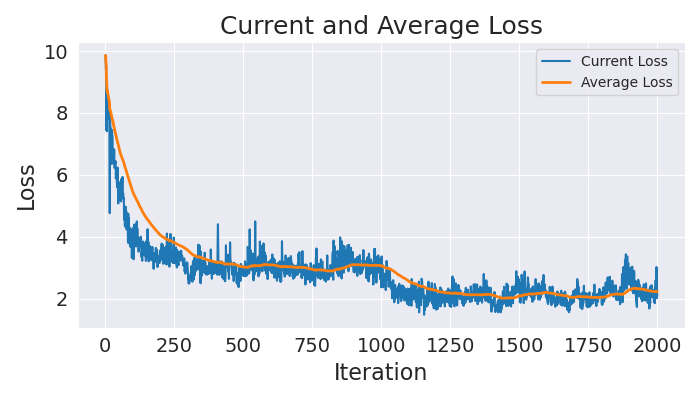 Current and Average Loss
10
8
6
4
2
Loss
Current Loss
Average Loss
0 250 500 750 1000 1250 1500 1750 2000
Iteration